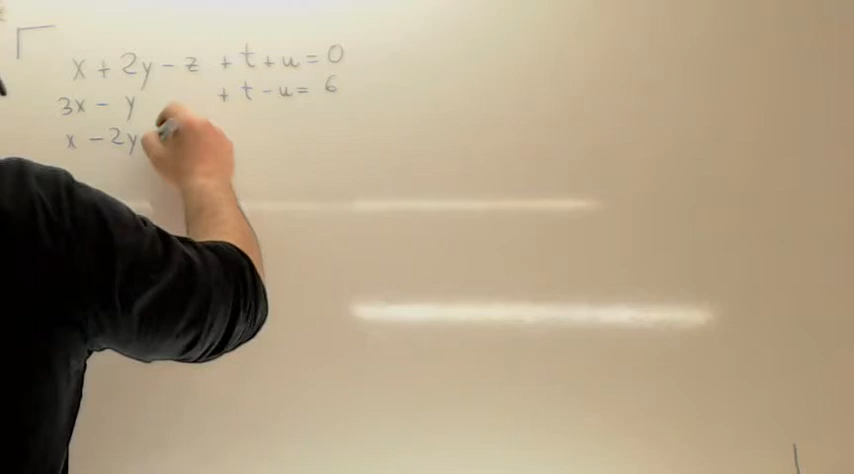 x + 2y - z + t + u = 0
3x - y + t - u = 6
x - 2y